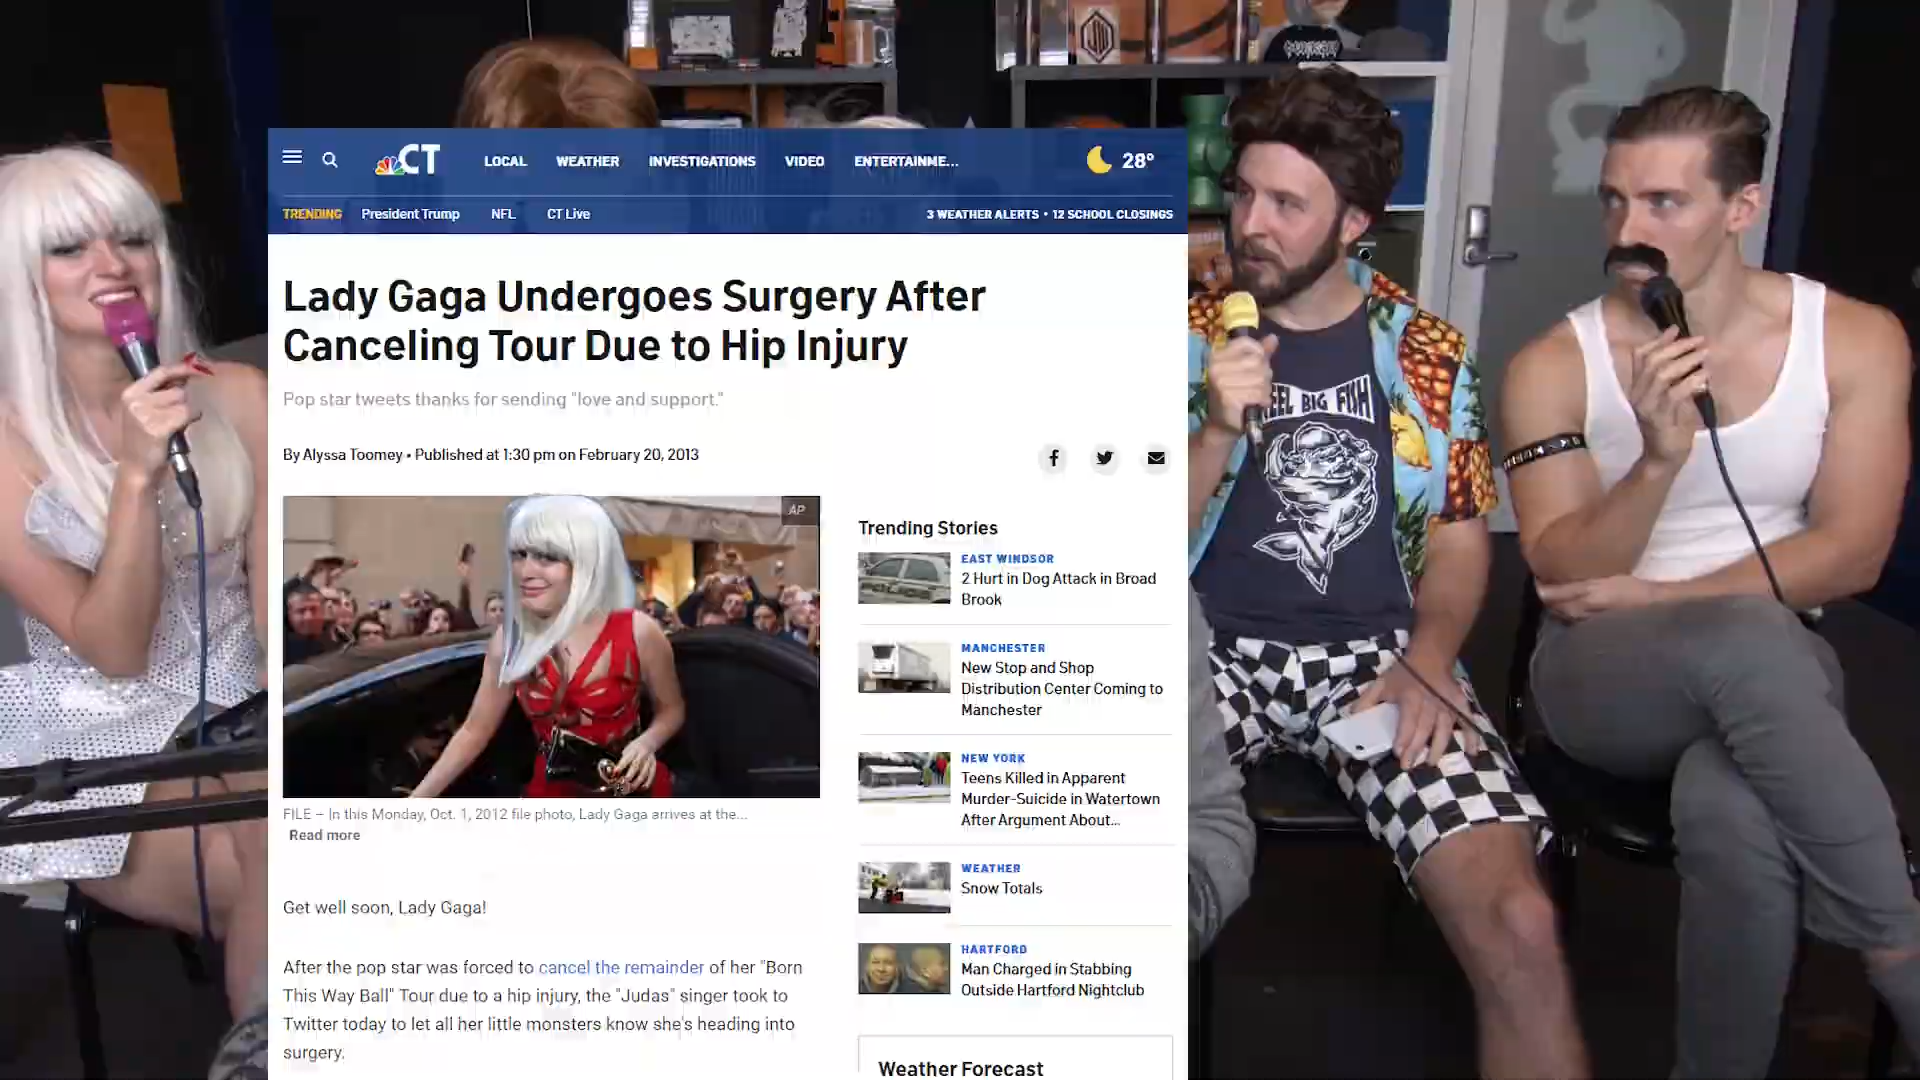 CT
LOCAL
WEATHER
INVESTIGATIONS
VIDEO
ENTERTAINME...
28°
TRENDING
President Trump
NFL
CT Live
3 WEATHER ALERTS • 12 SCHOOL CLOSINGS
Lady Gaga Undergoes Surgery After
Canceling Tour Due to Hip Injury
Pop star tweets thanks for sending "love and support."
By Alyssa Toomey • Published at 1:30 pm on February 20, 2013
AP
FILE – In this Monday, Oct. 1, 2012 file photo, Lady Gaga arrives at the...
Read more
Get well soon, Lady Gaga!
After the pop star was forced to cancel the remainder of her "Born
This Way Ball" Tour due to a hip injury, the "Judas" singer took to
Twitter today to let all her little monsters know she's heading into
surgery.
Trending Stories
EAST WINDSOR
2 Hurt in Dog Attack in Broad
Brook
MANCHESTER
New Stop and Shop
Distribution Center Coming to
Manchester
NEW YORK
Teens Killed in Apparent
Murder-Suicide in Watertown
After Argument About...
WEATHER
Snow Totals
HARTFORD
Man Charged in Stabbing
Outside Hartford Nightclub
Weather Forecast
EEL BIG FISH